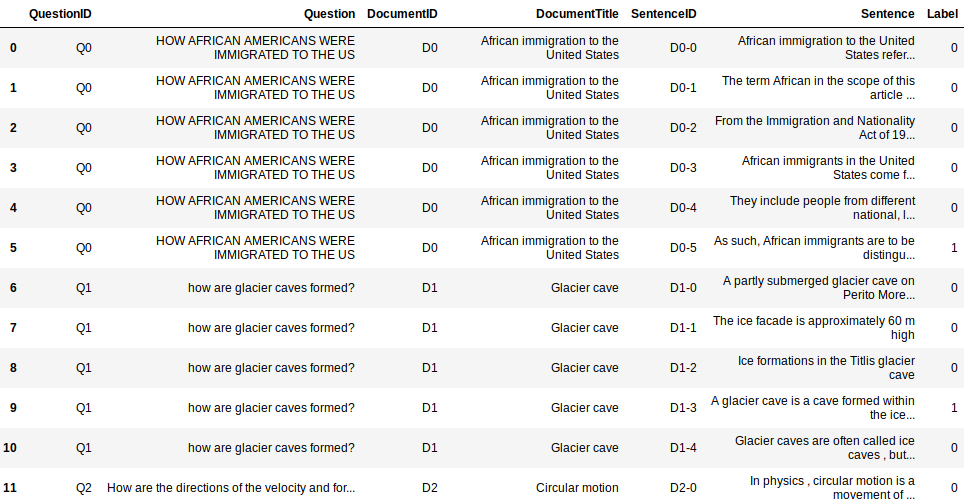 QuestionID Question DocumentID DocumentTitle SentenceID Sentence Label
0 Q0 HOW AFRICAN AMERICANS WERE IMMIGRATED TO THE US D0 African immigration to the United States D0-0 African immigration to the United States refer... 0
1 Q0 HOW AFRICAN AMERICANS WERE IMMIGRATED TO THE US D0 African immigration to the United States D0-1 The term African in the scope of this article ... 0
2 Q0 HOW AFRICAN AMERICANS WERE IMMIGRATED TO THE US D0 African immigration to the United States D0-2 From the Immigration and Nationality Act of 19... 0
3 Q0 HOW AFRICAN AMERICANS WERE IMMIGRATED TO THE US D0 African immigration to the United States D0-3 African immigrants in the United States come f... 0
4 Q0 HOW AFRICAN AMERICANS WERE IMMIGRATED TO THE US D0 African immigration to the United States D0-4 They include people from different national, l... 0
5 Q0 HOW AFRICAN AMERICANS WERE IMMIGRATED TO THE US D0 African immigration to the United States D0-5 As such, African immigrants are to be distingu... 1
6 Q1 how are glacier caves formed? D1 Glacier cave D1-0 A partly submerged glacier cave on Perito More... 0
7 Q1 how are glacier caves formed? D1 Glacier cave D1-1 The ice facade is approximately 60 m high 0
8 Q1 how are glacier caves formed? D1 Glacier cave D1-2 Ice formations in the Titlis glacier cave 0
9 Q1 how are glacier caves formed? D1 Glacier cave D1-3 A glacier cave is a cave formed within the ice... 1
10 Q1 how are glacier caves formed? D1 Glacier cave D1-4 Glacier caves are often called ice caves , but... 0
11 Q2 How are the directions of the velocity and for... D2 Circular motion D2-0 In physics , circular motion is a movement of ... 0